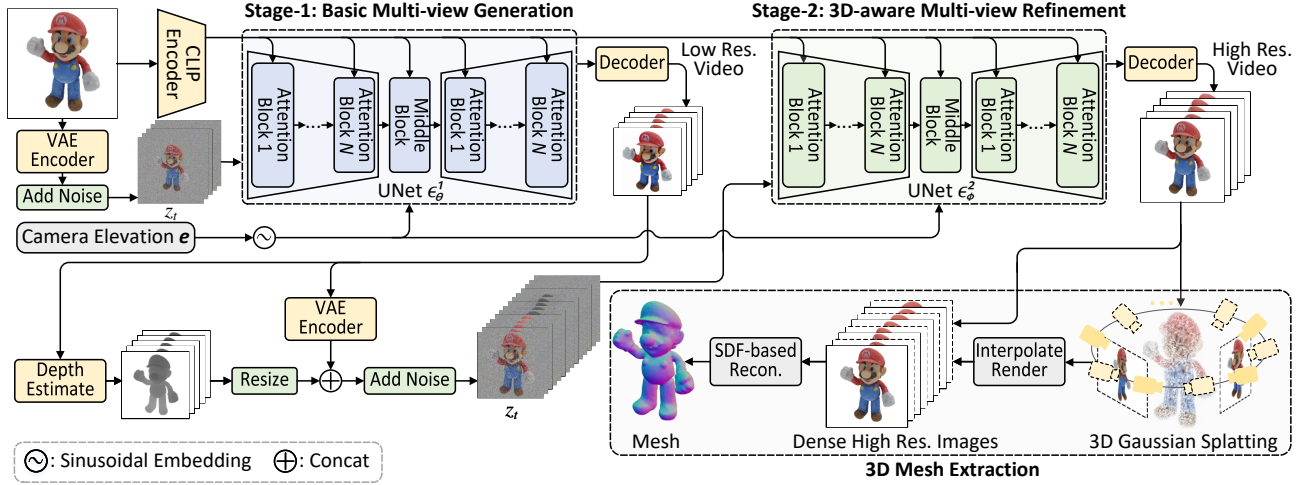 Stage-1: Basic Multi-view Generation
Stage-2: 3D-aware Multi-view Refinement
CLIP
Encoder
Attention
Block 1
Attention
Block N
Middle
Block
Attention
Block 1
Attention
Block N
UNet ϵ¹_θ
Decoder
Low Res.
Video
Attention
Block 1
Attention
Block N
Middle
Block
Attention
Block 1
Attention
Block N
UNet ϵ²_ϕ
Decoder
High Res.
Video
VAE
Encoder
Add Noise
z_t
Camera Elevation e
VAE
Encoder
Depth
Estimate
Resize
Add Noise
z_t
SDF-based
Recon.
Interpolate
Render
Mesh
Dense High Res. Images
3D Gaussian Splatting
3D Mesh Extraction
: Sinusoidal Embedding
: Concat